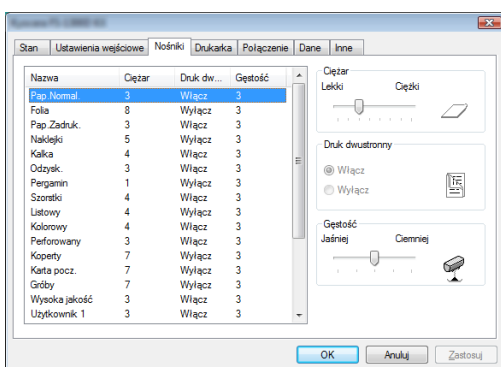 Stan Ustawienia wejściowe Nośniki Drukarka Połączenie Dane Inne
Nazwa Ciężar Druk dw... Gęstość
Pap.Normal. 3 Włącz 3
Folia 8 Wyłącz 3
Pap.Zadruk. 3 Włącz 3
Naklejki 5 Wyłącz 3
Kalka 4 Włącz 3
Odzysk. 3 Włącz 3
Pergamin 1 Wyłącz 3
Szorstki 4 Włącz 3
Listowy 4 Włącz 3
Kolorowy 4 Włącz 3
Perforowany 3 Włącz 3
Koperty 7 Wyłącz 3
Karta pocz. 7 Wyłącz 3
Gróby 7 Wyłącz 3
Wysoka jakość 3 Włącz 3
Użytkownik 1 3 Włącz 3
Ciężar
Lekki Ciężki
Druk dwustronny
Włącz
Wyłącz
Gęstość
Jaśniej Ciemniej
OK Anuluj Zastosuj